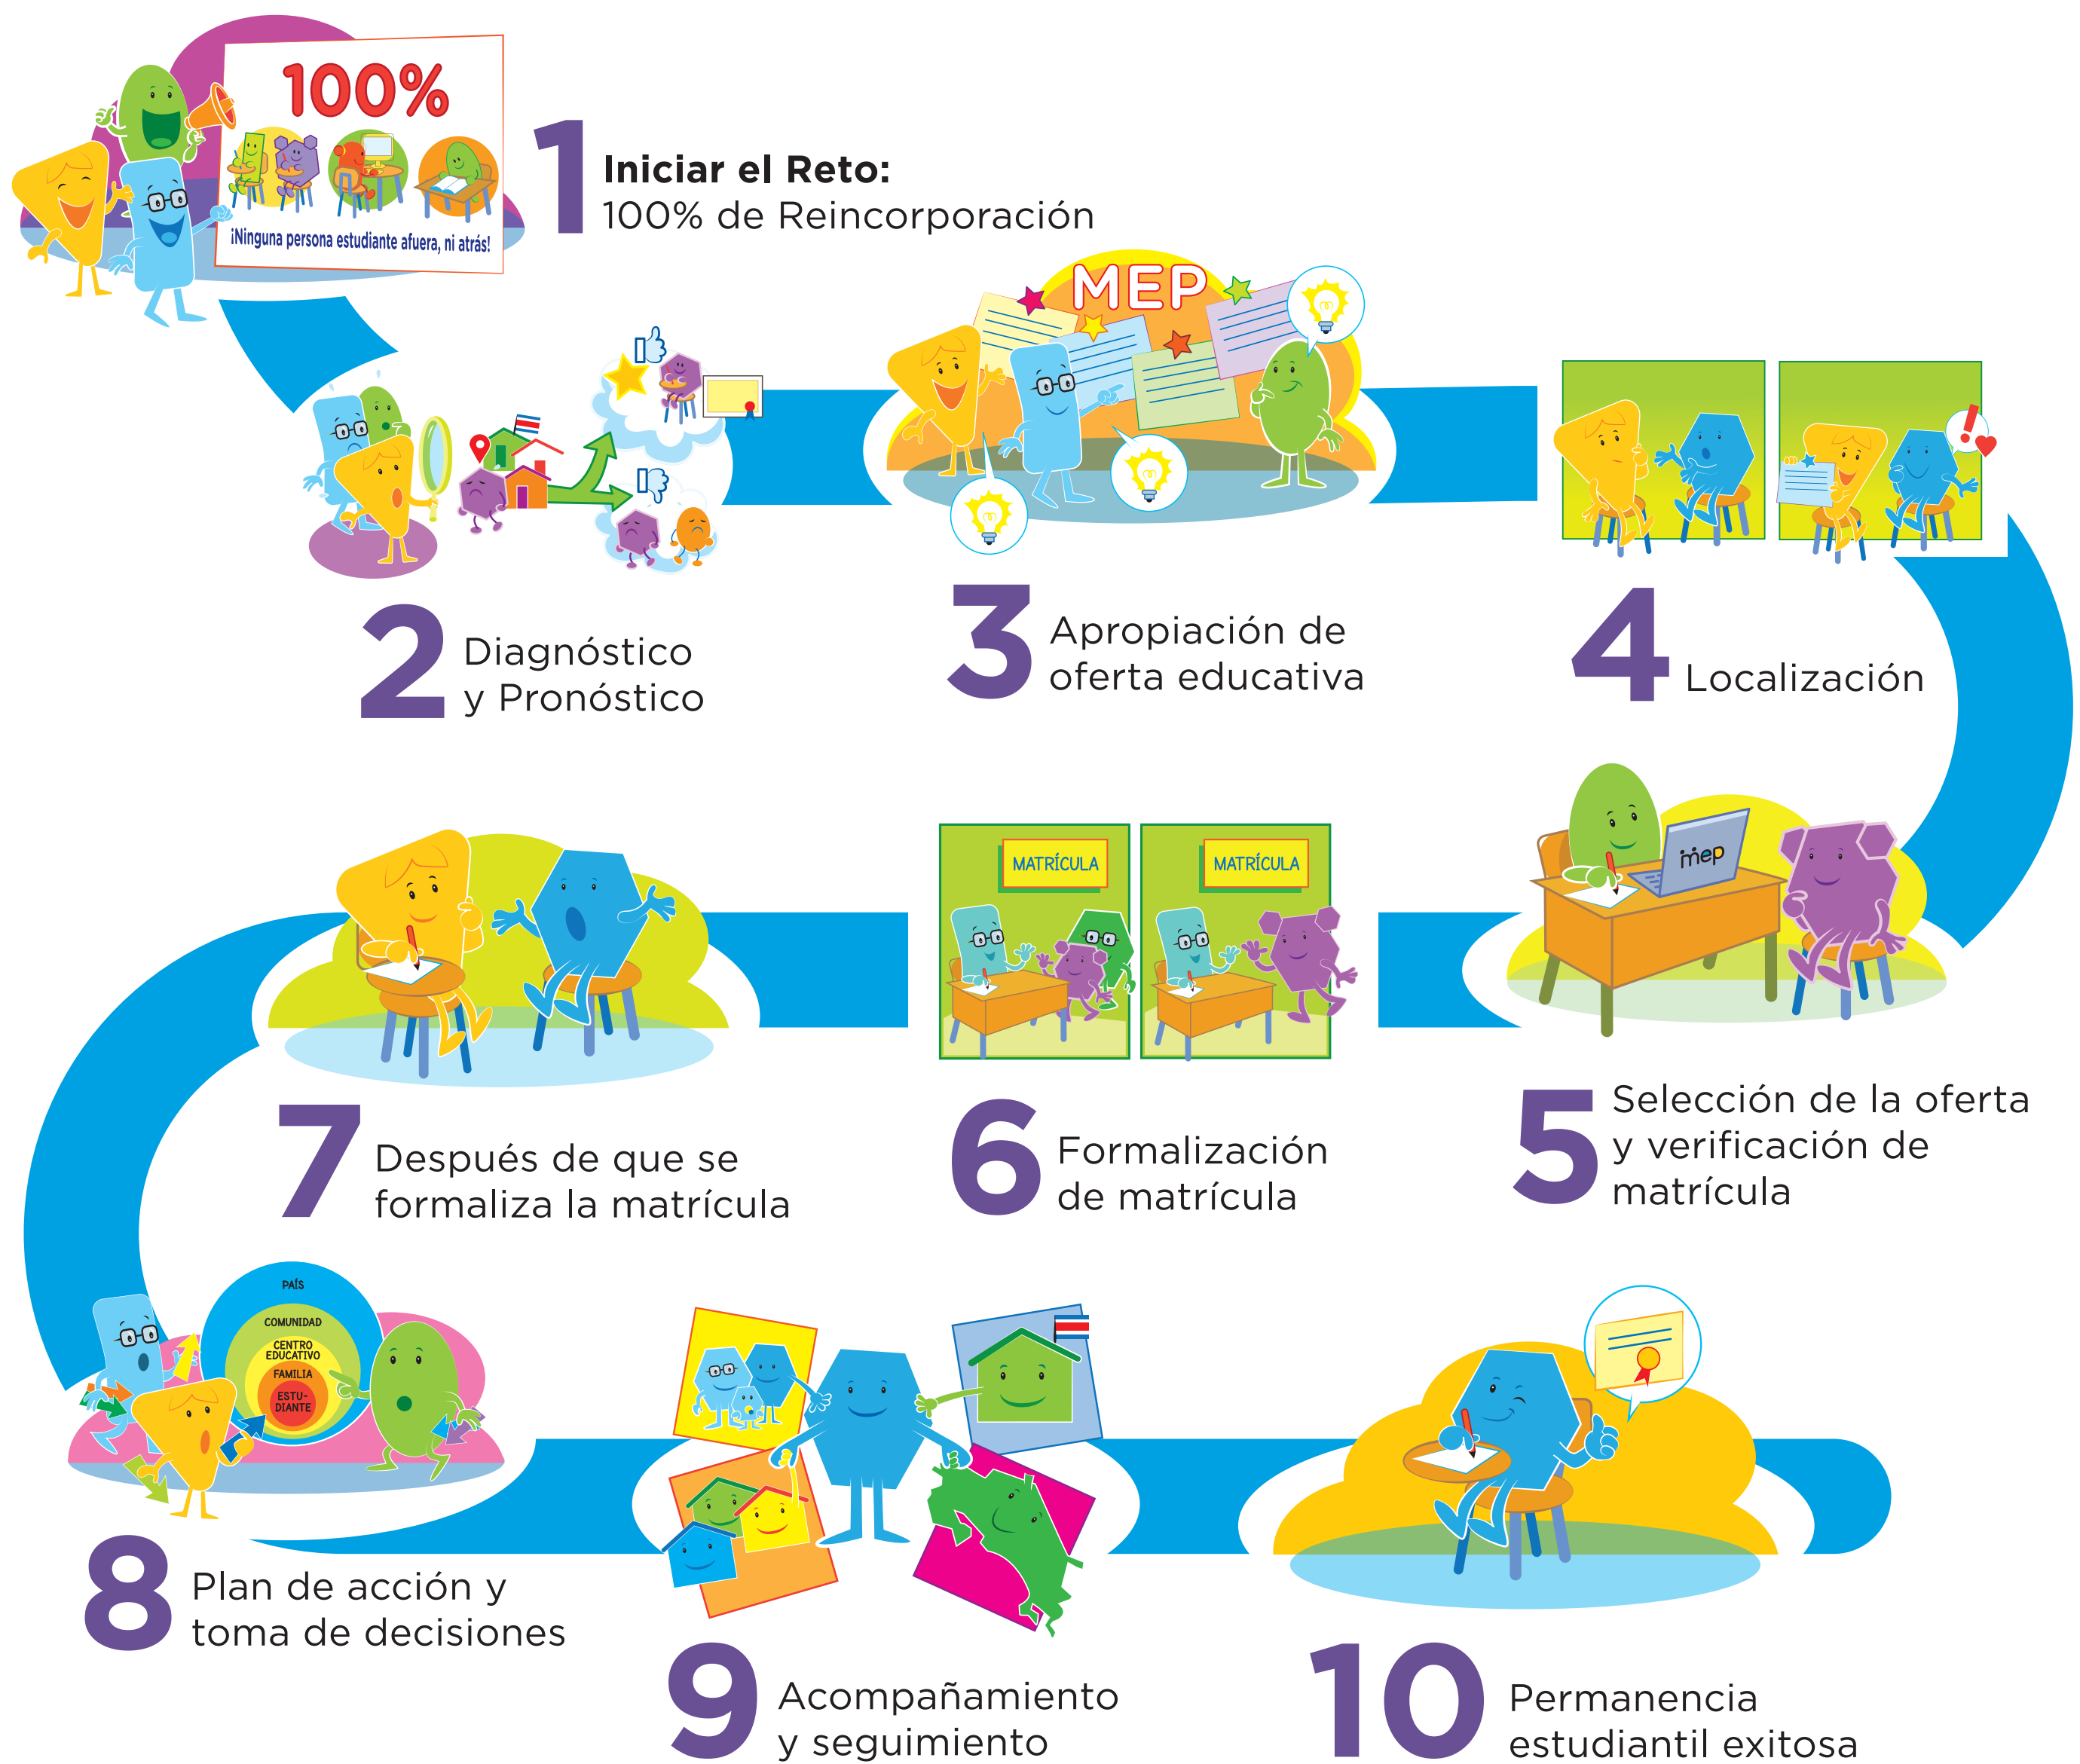 100%
¡Ninguna persona estudiante afuera, ni atrás!
1
Iniciar el Reto:
100% de Reincorporación
2
Diagnóstico
y Pronóstico
MEP
3
Apropiación de
oferta educativa
4
Localización
mep
5
Selección de la oferta
y verificación de
matrícula
MATRÍCULA
MATRÍCULA
6
Formalización
de matrícula
7
Después de que se
formaliza la matrícula
PAÍS
COMUNIDAD
CENTRO
EDUCATIVO
FAMILIA
ESTU-
DIANTE
8
Plan de acción y
toma de decisiones
9
Acompañamiento
y seguimiento
10
Permanencia
estudiantil exitosa